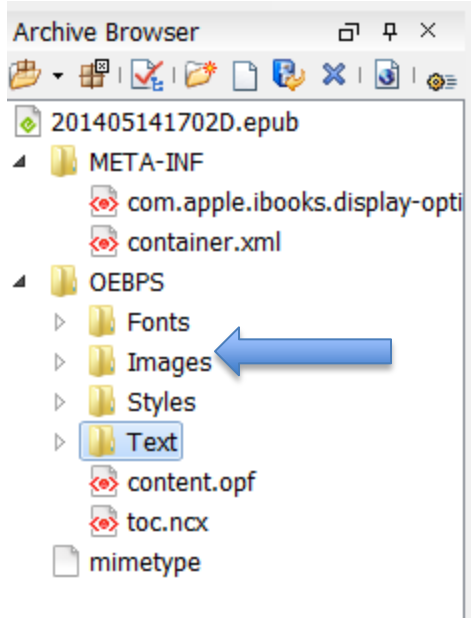 Archive Browser
201405141702D.epub
META-INF
com.apple.ibooks.display-opti
container.xml
OEBPS
Fonts
Images
Styles
Text
content.opf
toc.ncx
mimetype